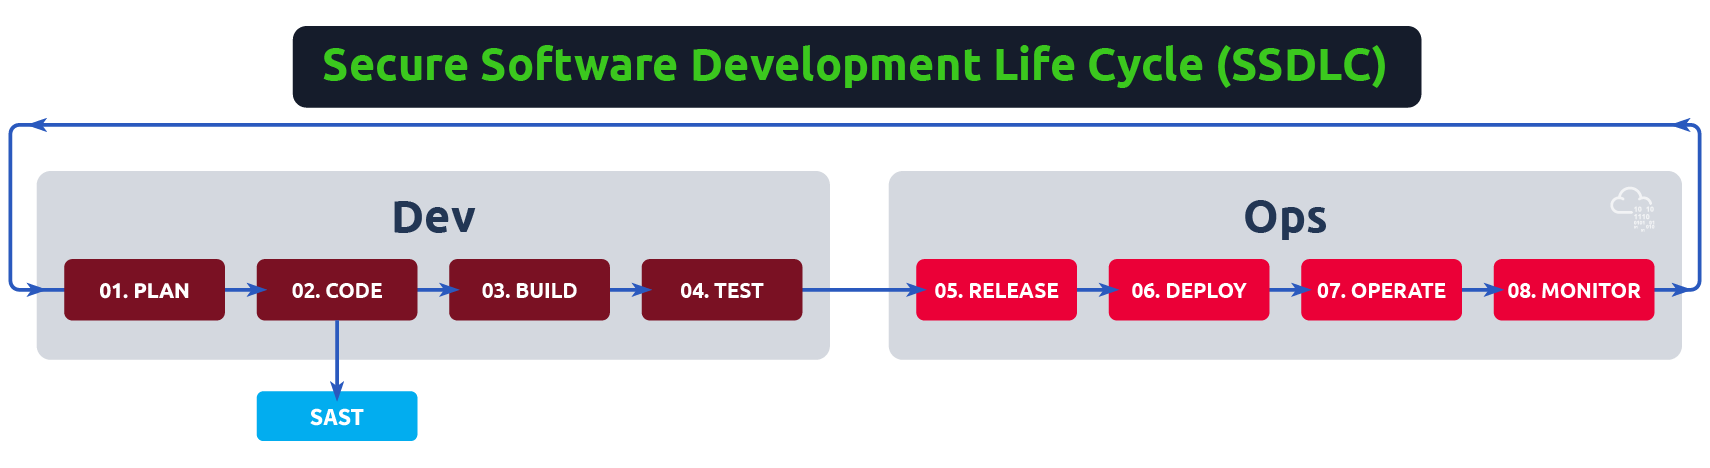 Secure Software Development Life Cycle (SSDLC)
Dev
Ops
01. PLAN
02. CODE
03. BUILD
04. TEST
05. RELEASE
06. DEPLOY
07. OPERATE
08. MONITOR
SAST